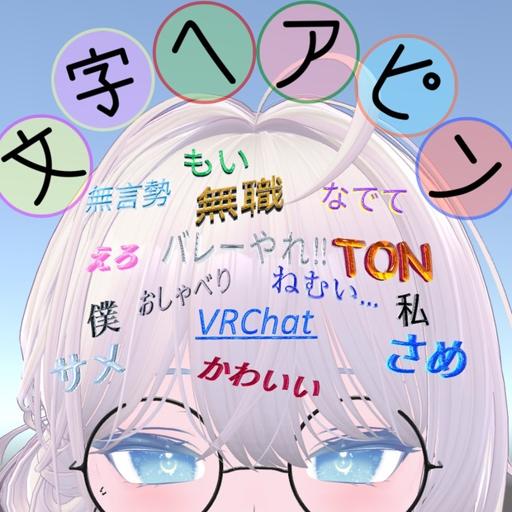 文字ヘアピン
もい
無言勢
無職
なでて
えろ
バレーやれ!!
TON
おしゃべり
ねむい...
僕
VRChat
私
サメ
かわいい
さめ